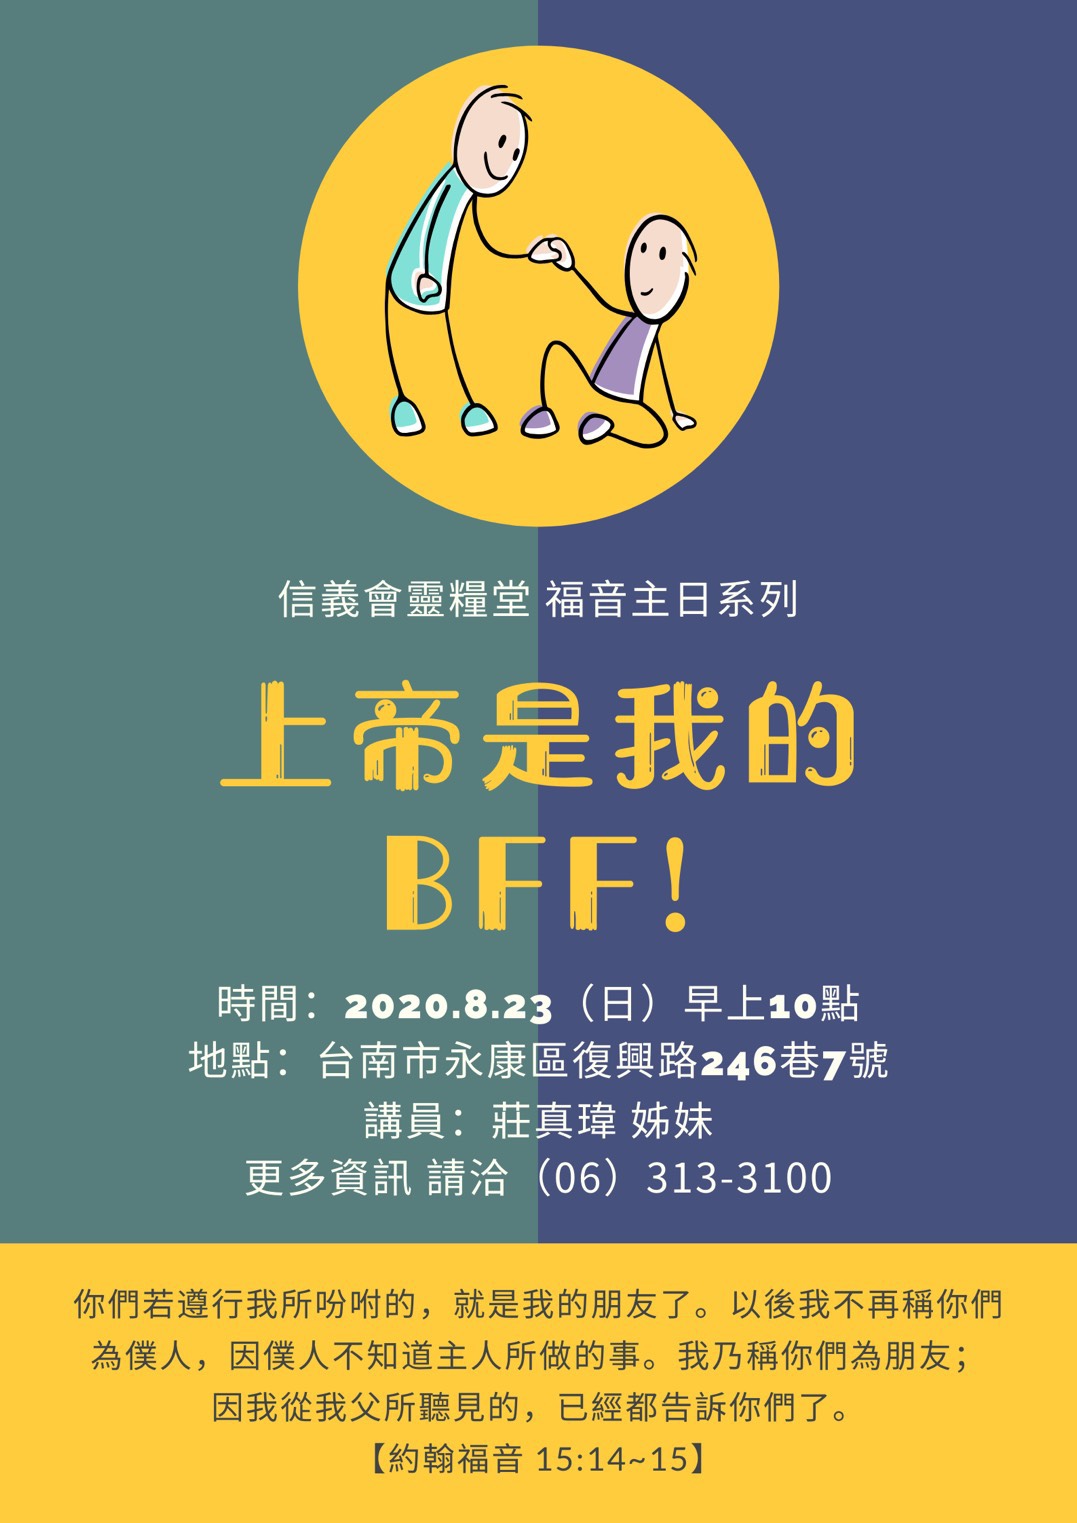 信義會靈糧堂 福音主日系列
上帝是我的
BFF!
時間：2020.8.23（日）早上10點
地點：台南市永康區復興路246巷7號
講員：莊真瑋 姊妹
更多資訊 請洽（06）313-3100
你們若遵行我所吩咐的，就是我的朋友了。以後我不再稱你們
為僕人，因僕人不知道主人所做的事。我乃稱你們為朋友；
因我從我父所聽見的，已經都告訴你們了。
【約翰福音 15:14~15】